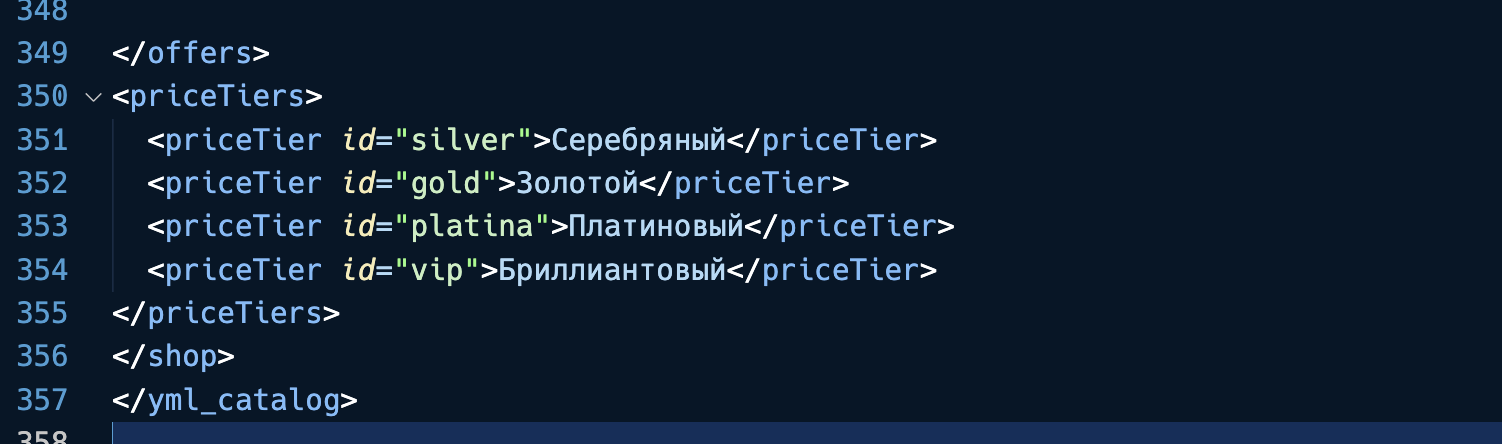 348
349 </offers>
350 <priceTiers>
351 <priceTier id="silver">Серебряный</priceTier>
352 <priceTier id="gold">Золотой</priceTier>
353 <priceTier id="platina">Платиновый</priceTier>
354 <priceTier id="vip">Бриллиантовый</priceTier>
355 </priceTiers>
356 </shop>
357 </yml_catalog>
358